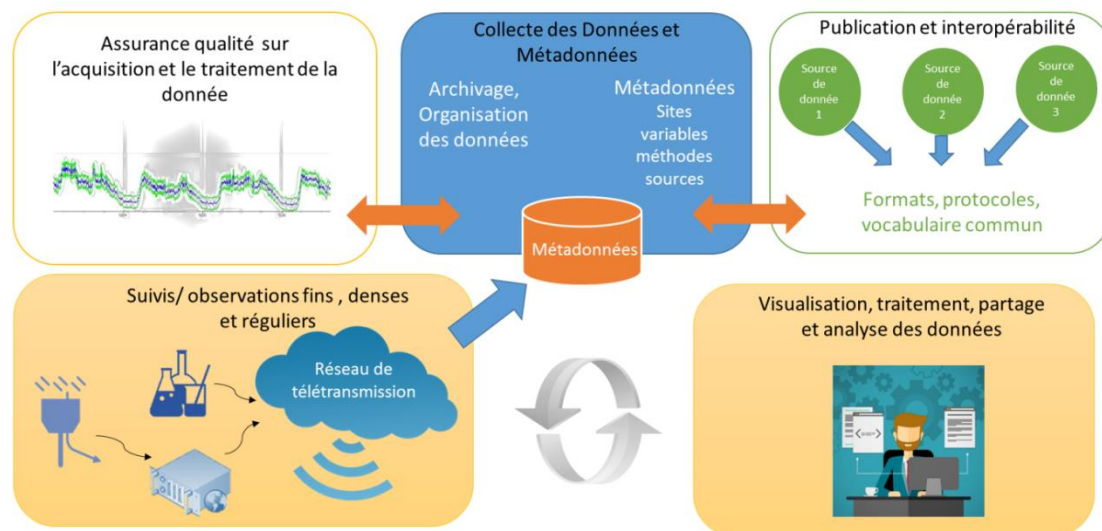 Assurance qualité sur
l'acquisition et le traitement de la
donnée
Collecte des Données et
Métadonnées
Archivage,
Organisation
des données
Métadonnées
Sites
variables
méthodes
sources
Métadonnées
Publication et interopérabilité
Source
de
donnée
1
Source
de
donnée
2
Source
de
donnée
3
Formats, protocoles,
vocabulaire commun
Suivis/ observations fins , denses
et réguliers
Réseau de
télétransmission
Visualisation, traitement, partage
et analyse des données